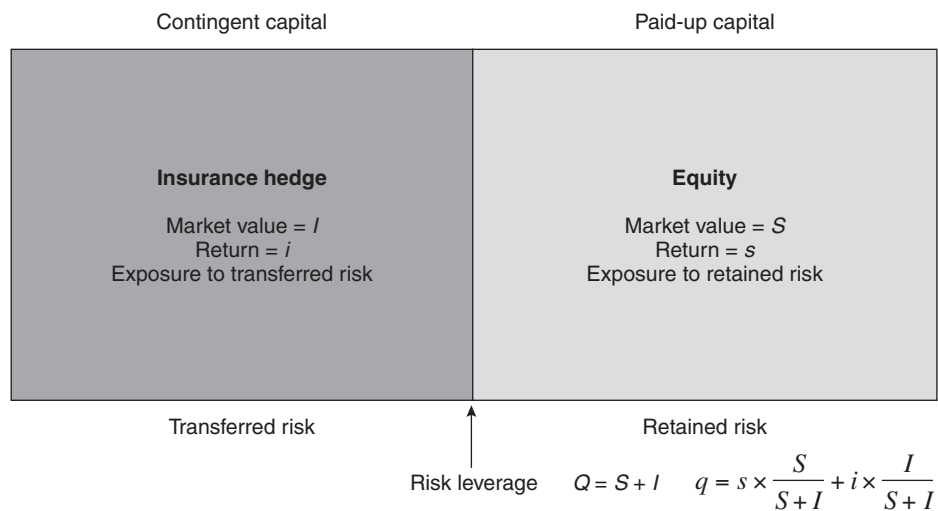 Contingent capital
Paid-up capital
Insurance hedge
Market value = I
Return = i
Exposure to transferred risk
Equity
Market value = S
Return = s
Exposure to retained risk
Transferred risk
Retained risk
Risk leverage
Q = S + I
q = s × S/(S + I) + i × I/(S + I)